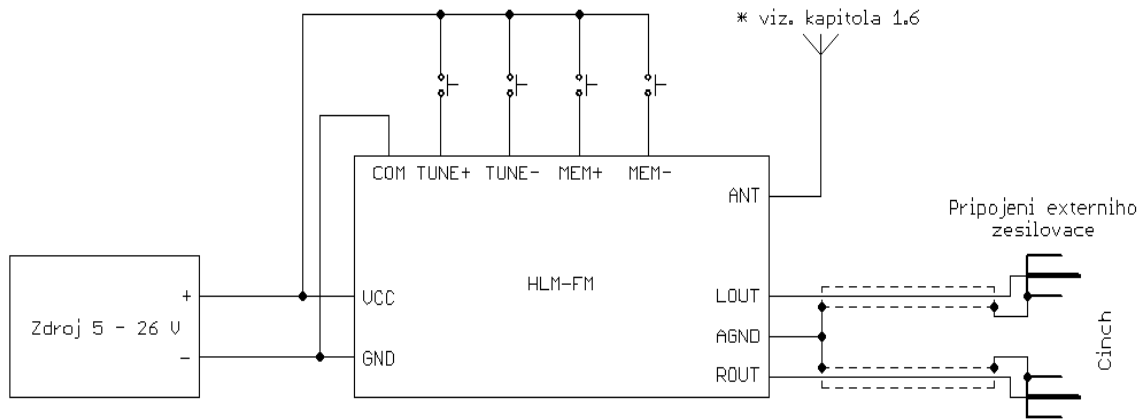 * viz. kapitola 1.6
COM TUNE+ TUNE- MEM+ MEM-
ANT
Pripojeni externiho
zesilovace
HLM-FM
+
VCC
LOUT
Zdroj 5 - 26 V
AGND
-
GND
ROUT
Cinch